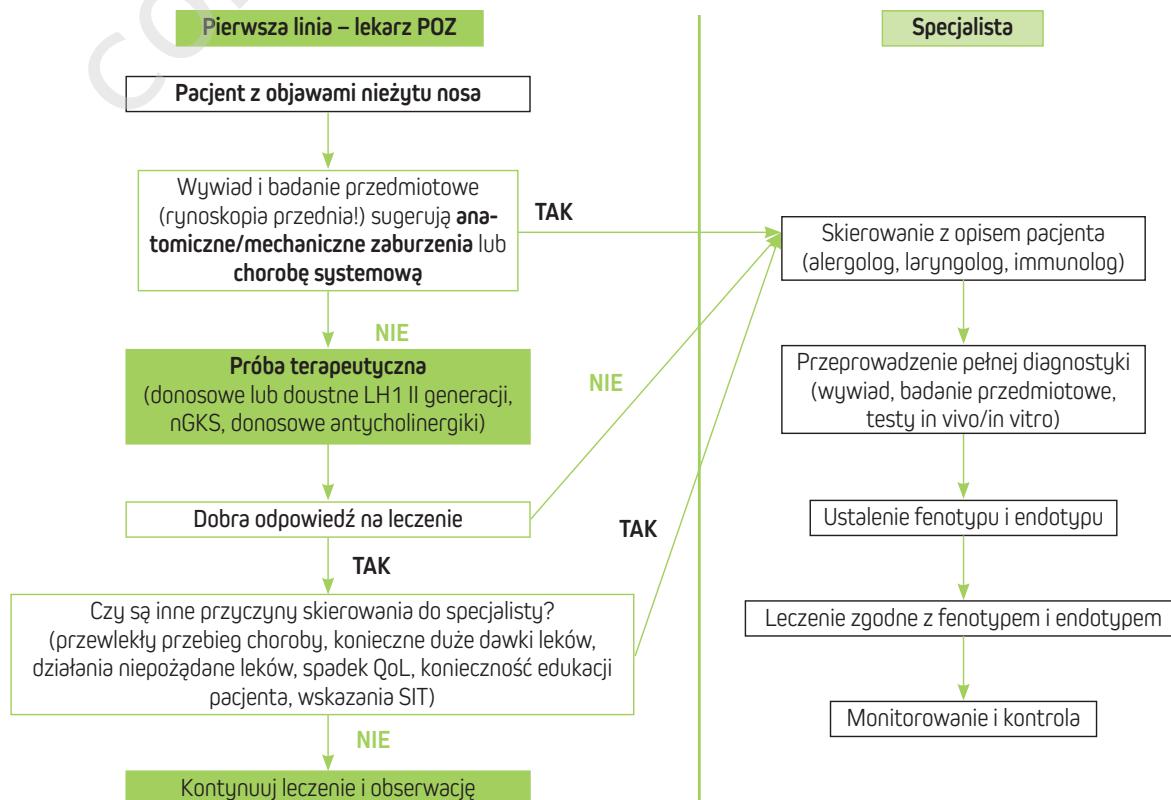 Pierwsza linia – lekarz POZ
Pacjent z objawami nieżytu nosa
Wywiad i badanie przedmiotowe
(rynoskopia przednia!) sugerują ana-
tomiczne/mechaniczne zaburzenia lub
chorobę systemową
TAK
NIE
Próba terapeutyczna
(donosowe lub doustne LH1 II generacji,
nGKS, donosowe antycholinergiki)
NIE
Dobra odpowiedź na leczenie
TAK
TAK
Czy są inne przyczyny skierowania do specjalisty?
(przewlekły przebieg choroby, konieczne duże dawki leków,
działania niepożądane leków, spadek QoL, konieczność edukacji
pacjenta, wskazania SIT)
NIE
Kontynuuj leczenie i obserwację
Specjalista
Skierowanie z opisem pacjenta
(alergolog, laryngolog, immunolog)
Przeprowadzenie pełnej diagnostyki
(wywiad, badanie przedmiotowe,
testy in vivo/in vitro)
Ustalenie fenotypu i endotypu
Leczenie zgodne z fenotypem i endotypem
Monitorowanie i kontrola